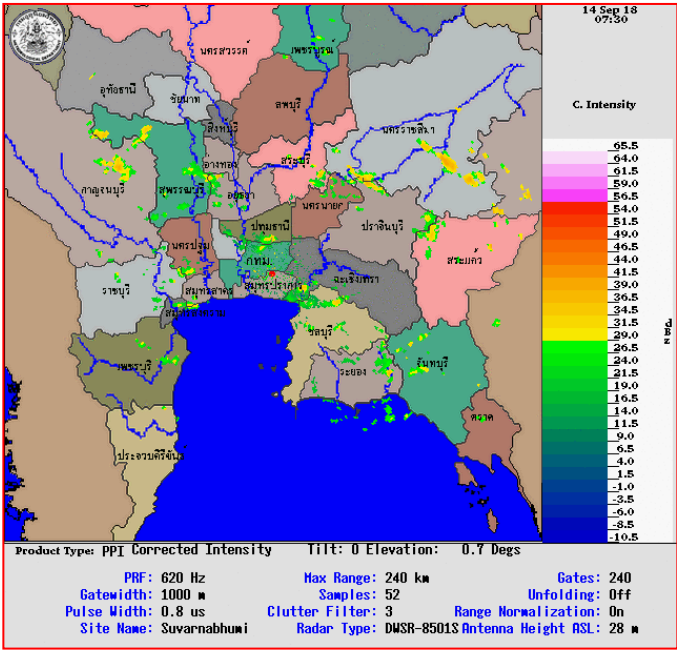 14 Sep 18
07:30
C. Intensity
นครสวรรค์
เพชรบูรณ์
อุทัยธานี
ชัยนาท
ลพบุรี
สิงห์บุรี
นครราชสีมา
อ่างทอง
สระบุรี
กาญจนบุรี
สุพรรณบุรี
อยุธยา
นครนายก
ปทุมธานี
ปราจีนบุรี
นครปฐม
กทม.
สระแก้ว
ราชบุรี
สมุทรสาคร
สมุทรปราการ
ฉะเชิงเทรา
สมุทรสงคราม
ชลบุรี
เพชรบุรี
ระยอง
จันทบุรี
ตราด
ประจวบคีรีขันธ์
65.5
64.0
61.5
59.0
56.5
54.0
51.5
49.0
46.5
44.0
41.5
39.0
36.5
34.0
31.5
29.0
26.5
24.0
21.5
19.0
16.5
14.0
11.5
9.0
6.5
4.0
1.5
-1.0
-3.5
-6.0
-8.5
-10.5
Product Type: PPI Corrected Intensity Tilt: 0 Elevation: 0.7 Degs
PRF: 620 Hz Max Range: 240 km Gates: 240
Gatewidth: 1000 m Samples: 52 Unfolding: Off
Pulse Width: 0.8 us Clutter Filter: 3 Range Normalization: On
Site Name: Suvarnabhumi Radar Type: DWSR-8501S Antenna Height ASL: 28 m